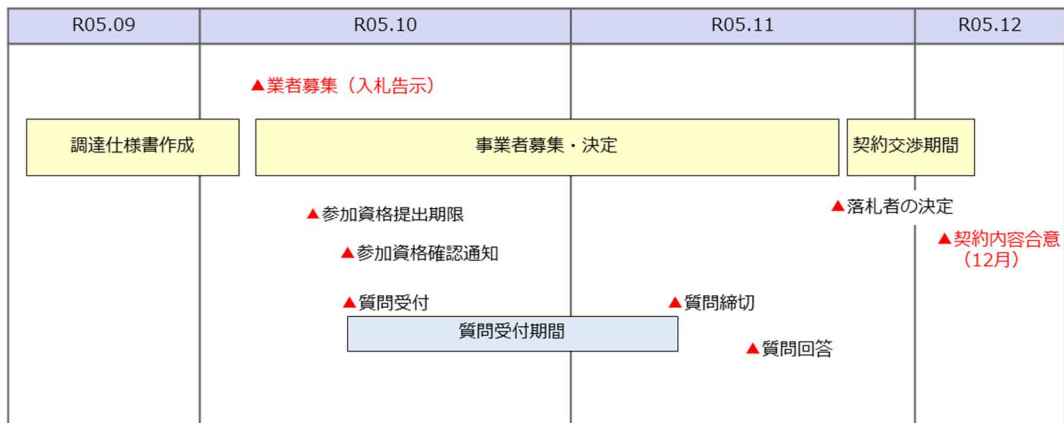 R05.09
R05.10
R05.11
R05.12
▲業者募集（入札告示）
調達仕様書作成
事業者募集・決定
契約交渉期間
▲参加資格提出期限
▲落札者の決定
▲参加資格確認通知
▲契約内容合意
（12月）
▲質問受付
▲質問締切
質問受付期間
▲質問回答